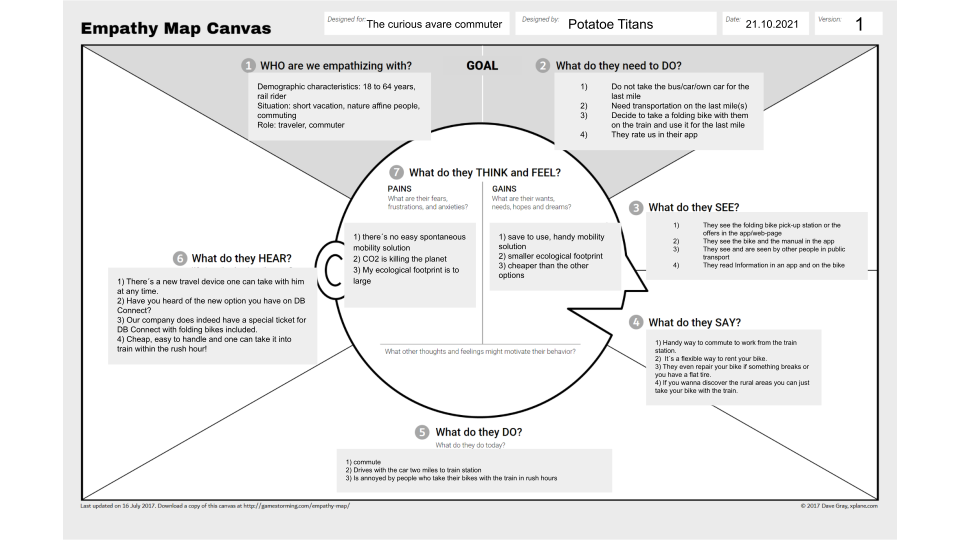 Empathy Map Canvas
Designed for: The curious avare commuter
Designed by: Potatoe Titans
Date: 21.10.2021
Version: 1
1 WHO are we empathizing with?
Demographic characteristics: 18 to 64 years,
rail rider
Situation: short vacation, nature affine people,
commuting
Role: traveler, commuter
GOAL
2 What do they need to DO?
1) Do not take the bus/car/own car for the
last mile
2) Need transportation on the last mile(s)
3) Decide to take a folding bike with them
on the train and use it for the last mile
4) They rate us in their app
7 What do they THINK and FEEL?
PAINS
What are their fears,
frustrations, and anxieties?
1) there´s no easy spontaneous
mobility solution
2) CO2 is killing the planet
3) My ecological footprint is to
large
GAINS
What are their wants,
needs, hopes and dreams?
1) save to use, handy mobility
solution
2) smaller ecological footprint
3) cheaper than the other
options
What other thoughts and feelings might motivate their behavior?
3 What do they SEE?
1) They see the folding bike pick-up station or the
offers in the app/web-page
2) They see the bike and the manual in the app
3) They see and are seen by other people in public
transport
4) They read Information in an app and on the bike
4 What do they SAY?
1) Handy way to commute to work from the train
station.
2) It´s a flexible way to rent your bike.
3) They even repair your bike if something breaks or
you have a flat tire.
4) If you wanna discover the rural areas you can just
take your bike with the train.
5 What do they DO?
What do they do today?
1) commute
2) Drives with the car two miles to train station
3) Is annoyed by people who take their bikes with the train in rush hours
6 What do they HEAR?
1) There´s a new travel device one can take with him
at any time.
2) Have you heard of the new option you have on DB
Connect?
3) Our company does indeed have a special ticket for
DB Connect with folding bikes included.
4) Cheap, easy to handle and one can take it into
train within the rush hour!
Last updated on 16 July 2017. Download a copy of this canvas at http://gamestorming.com/empathy-map/
© 2017 Dave Gray, xplane.com